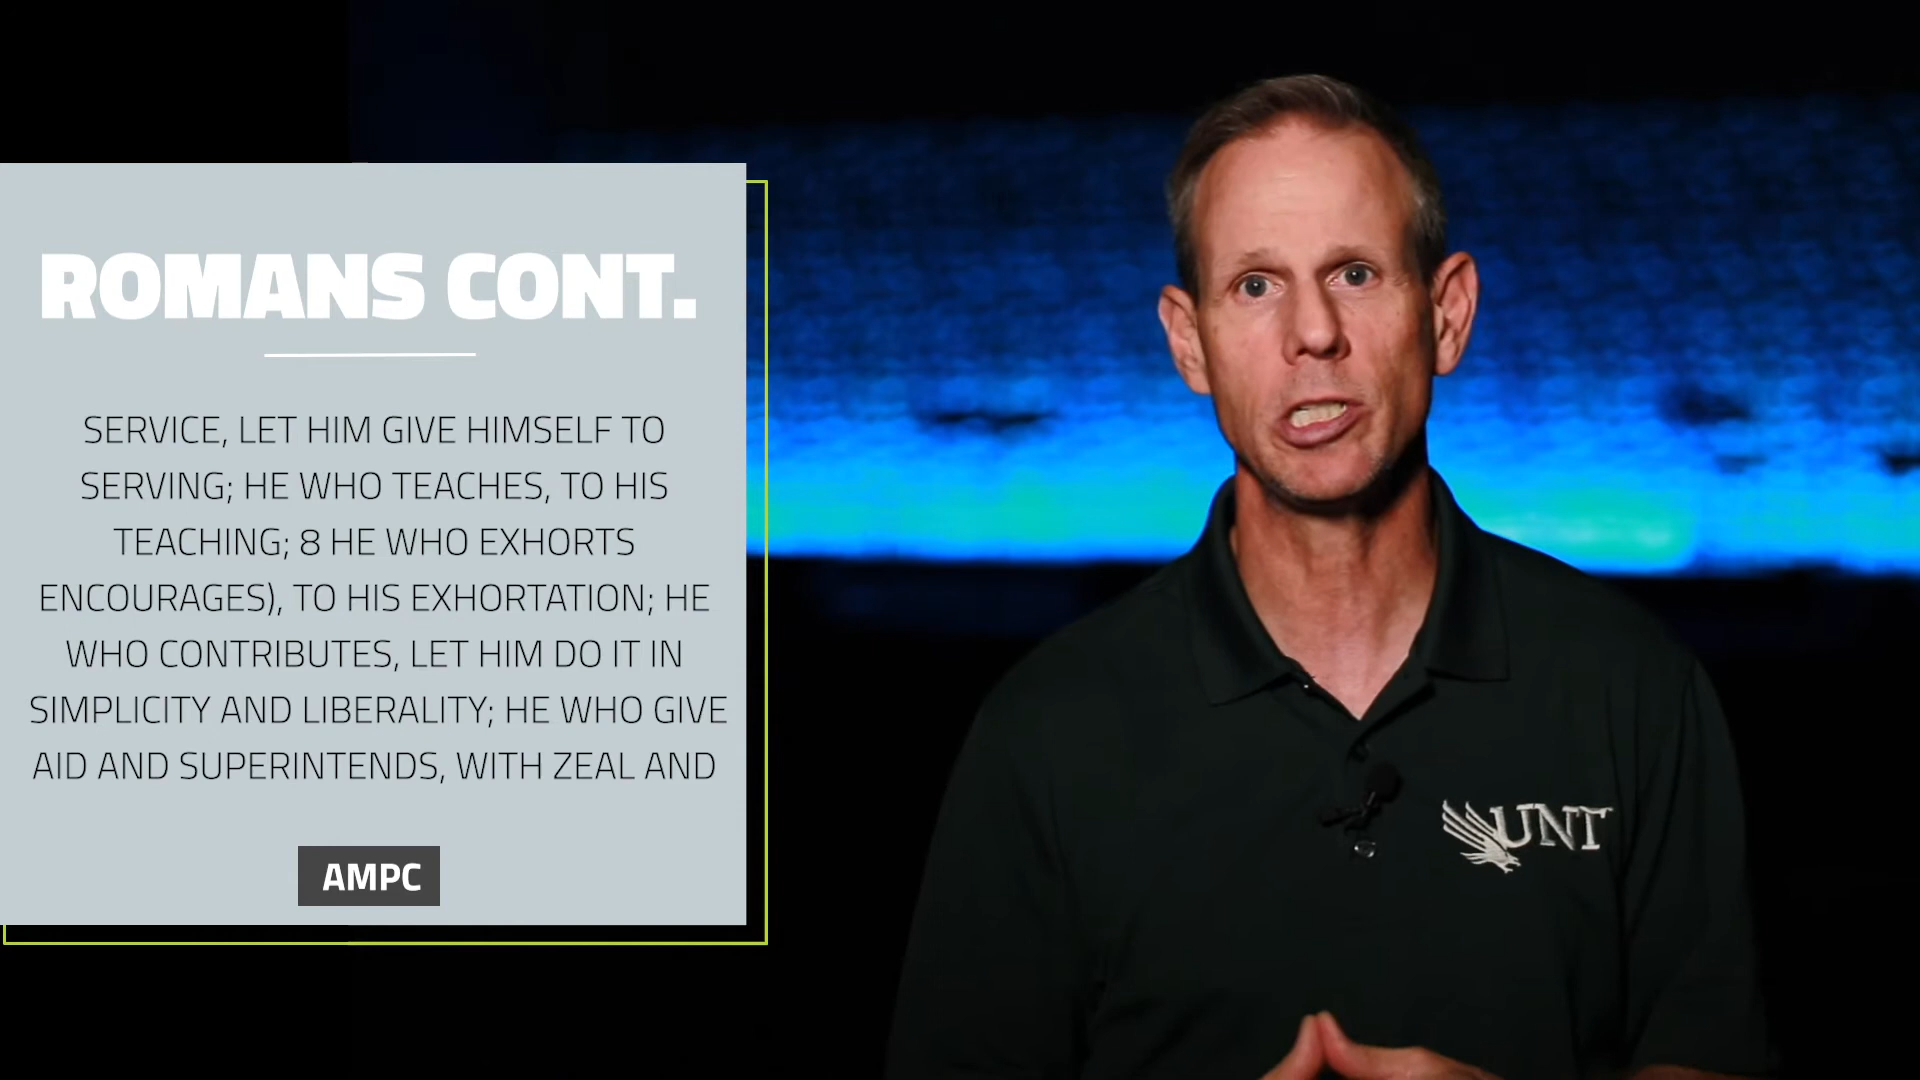 ROMANS CONT.
SERVICE, LET HIM GIVE HIMSELF TO
SERVING; HE WHO TEACHES, TO HIS
TEACHING; 8 HE WHO EXHORTS
ENCOURAGES), TO HIS EXHORTATION; HE
WHO CONTRIBUTES, LET HIM DO IT IN
SIMPLICITY AND LIBERALITY; HE WHO GIVE
AID AND SUPERINTENDS, WITH ZEAL AND
AMPC
UNT